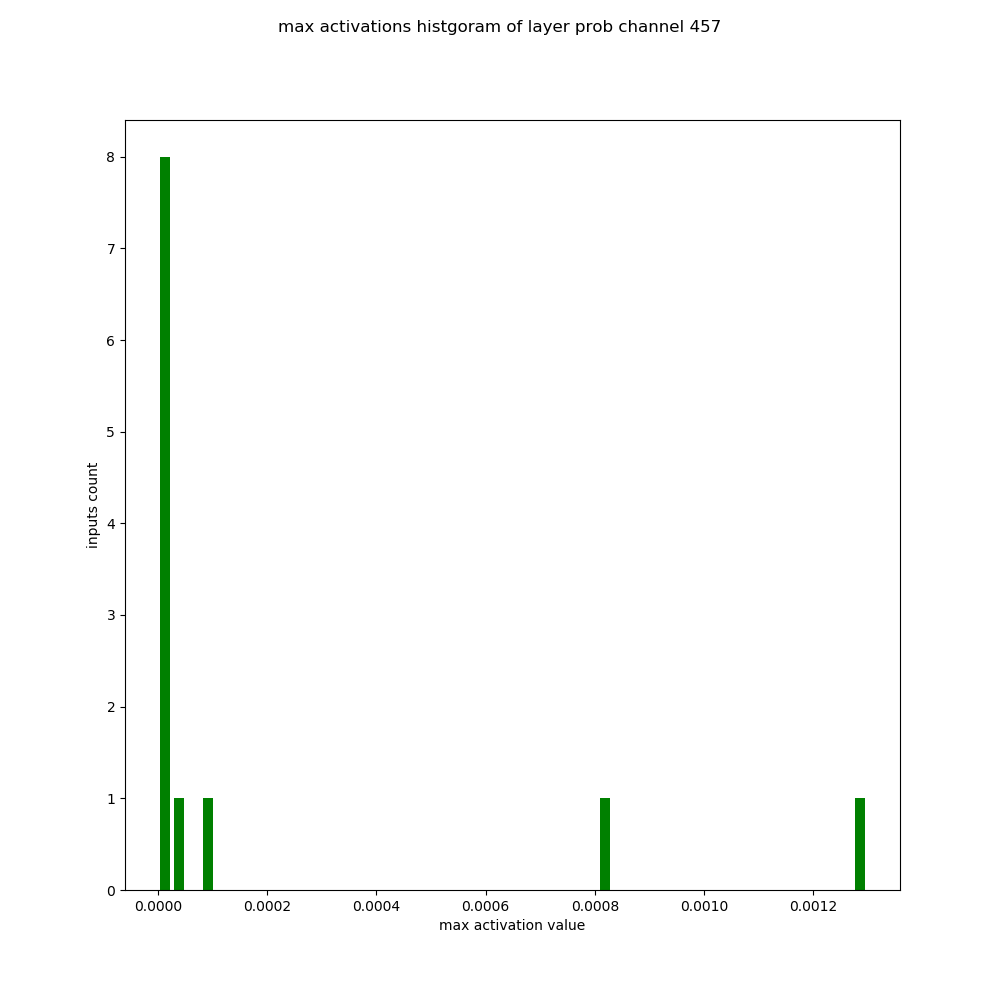 max activations histgoram of layer prob channel 457
8
7
6
5
4
3
2
1
0
inputs count
0.0000 0.0002 0.0004 0.0006 0.0008 0.0010 0.0012
max activation value